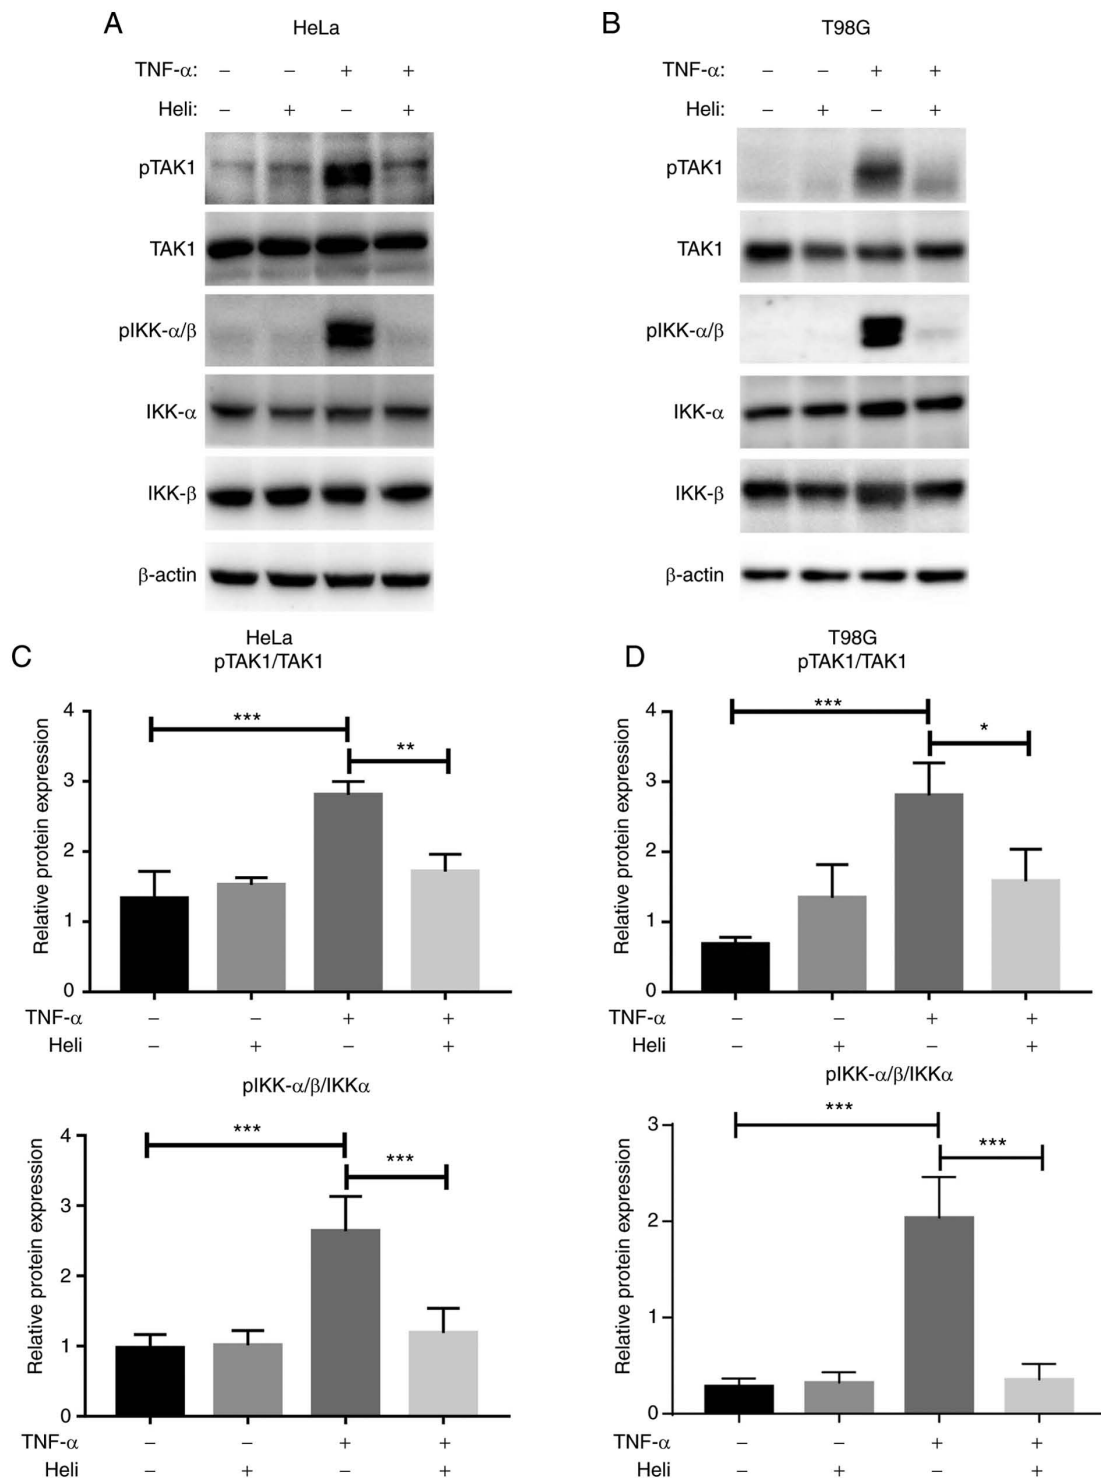 A
HeLa
TNF-α: – – + +
Heli: – + – +
pTAK1
TAK1
pIKK-α/β
IKK-α
IKK-β
β-actin
B
T98G
TNF-α: – – + +
Heli: – + – +
pTAK1
TAK1
pIKK-α/β
IKK-α
IKK-β
β-actin
C
HeLa
pTAK1/TAK1
Relative protein expression
4
3
2
1
0
***
**
TNF-α – – + +
Heli – + – +
pIKK-α/β/IKKα
Relative protein expression
4
3
2
1
0
***
***
TNF-α – – + +
Heli – + – +
D
T98G
pTAK1/TAK1
Relative protein expression
4
3
2
1
0
***
*
TNF-α – – + +
Heli – + – +
pIKK-α/β/IKKα
Relative protein expression
3
2
1
0
***
***
TNF-α – – + +
Heli – + – +